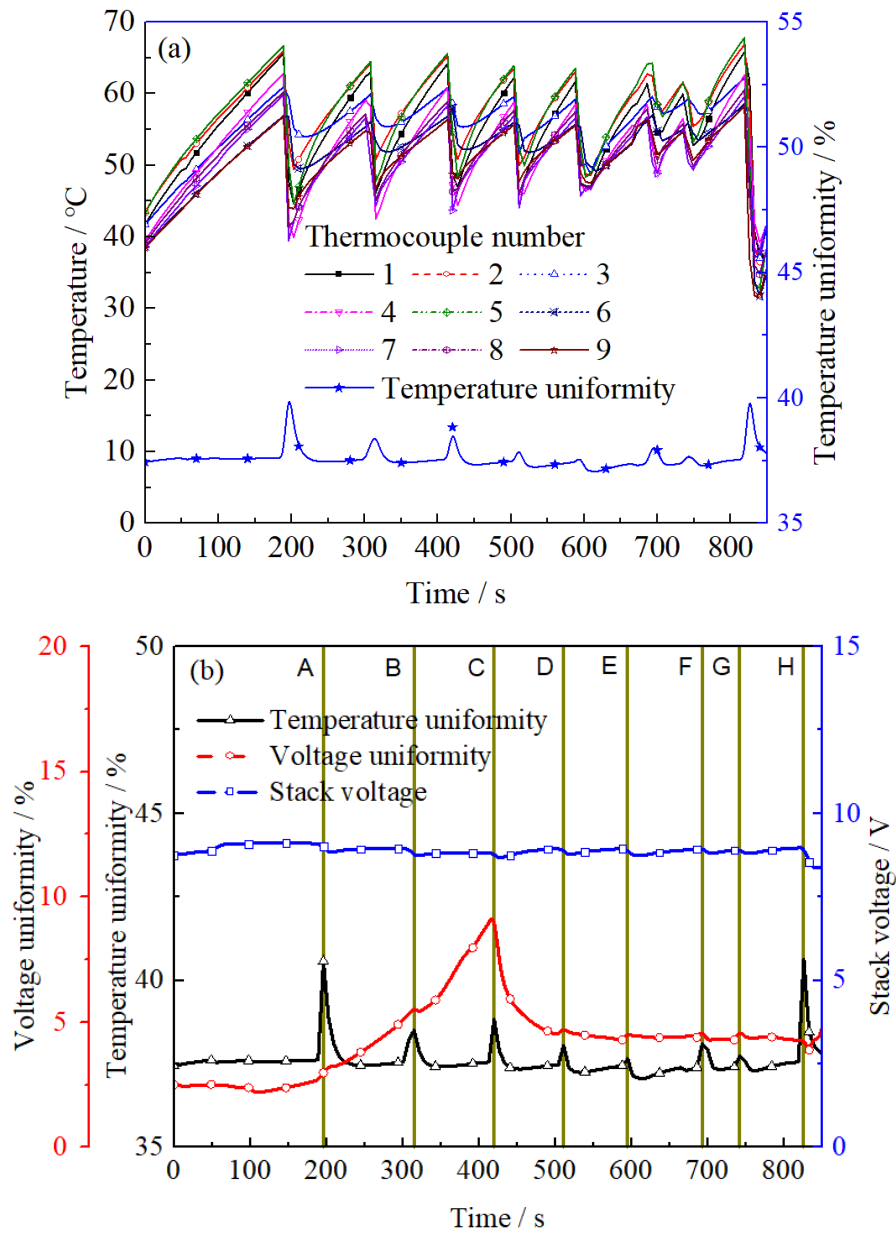 (a)
70
60
50
40
30
20
10
0
Temperature / °C
55
50
45
40
35
Temperature uniformity / %
Thermocouple number
1 2 3
4 5 6
7 8 9
Temperature uniformity
0 100 200 300 400 500 600 700 800
Time / s
(b)
A B C D E F G H
Temperature uniformity
Voltage uniformity
Stack voltage
20
15
10
5
0
Voltage uniformity / %
50
45
40
35
Temperature uniformity / %
15
10
5
0
Stack voltage / V
0 100 200 300 400 500 600 700 800
Time / s